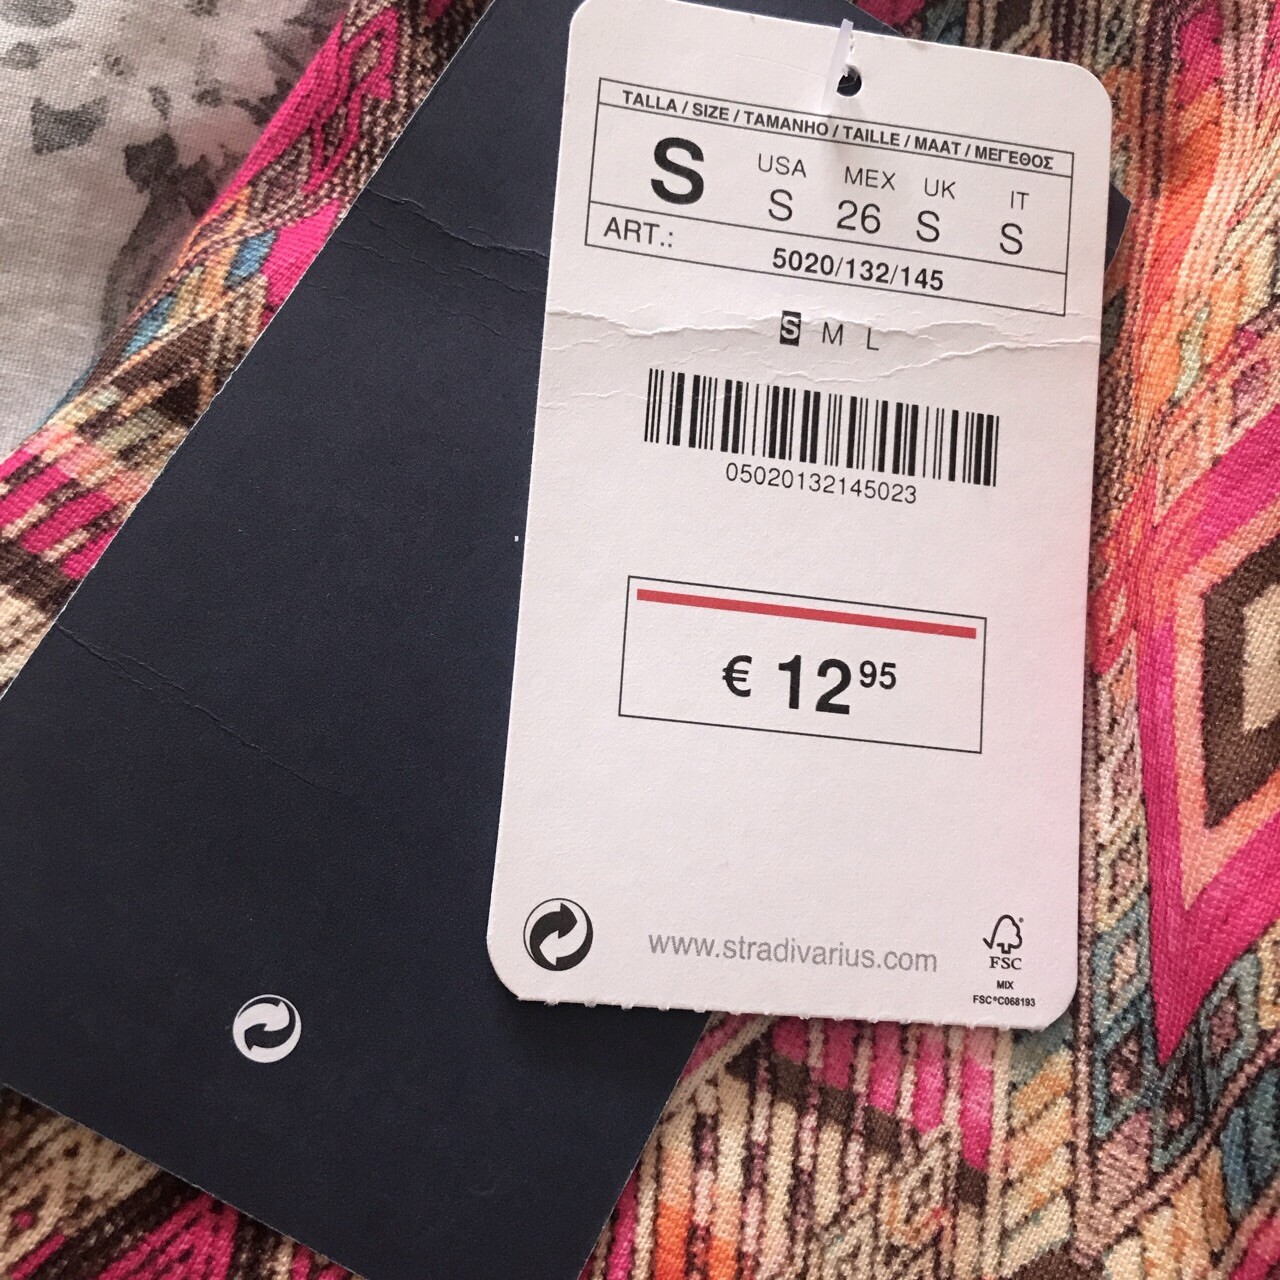 TALLA / SIZE / TAMANHO / TAILLE / MAAT / ΜΕΓΕΘΟΣ
S USA MEX UK IT
S 26 S S
ART.: 5020/132/145
S M L
05020132145023
€ 12 95
www.stradivarius.com
FSC
MIX
FSC® C068193